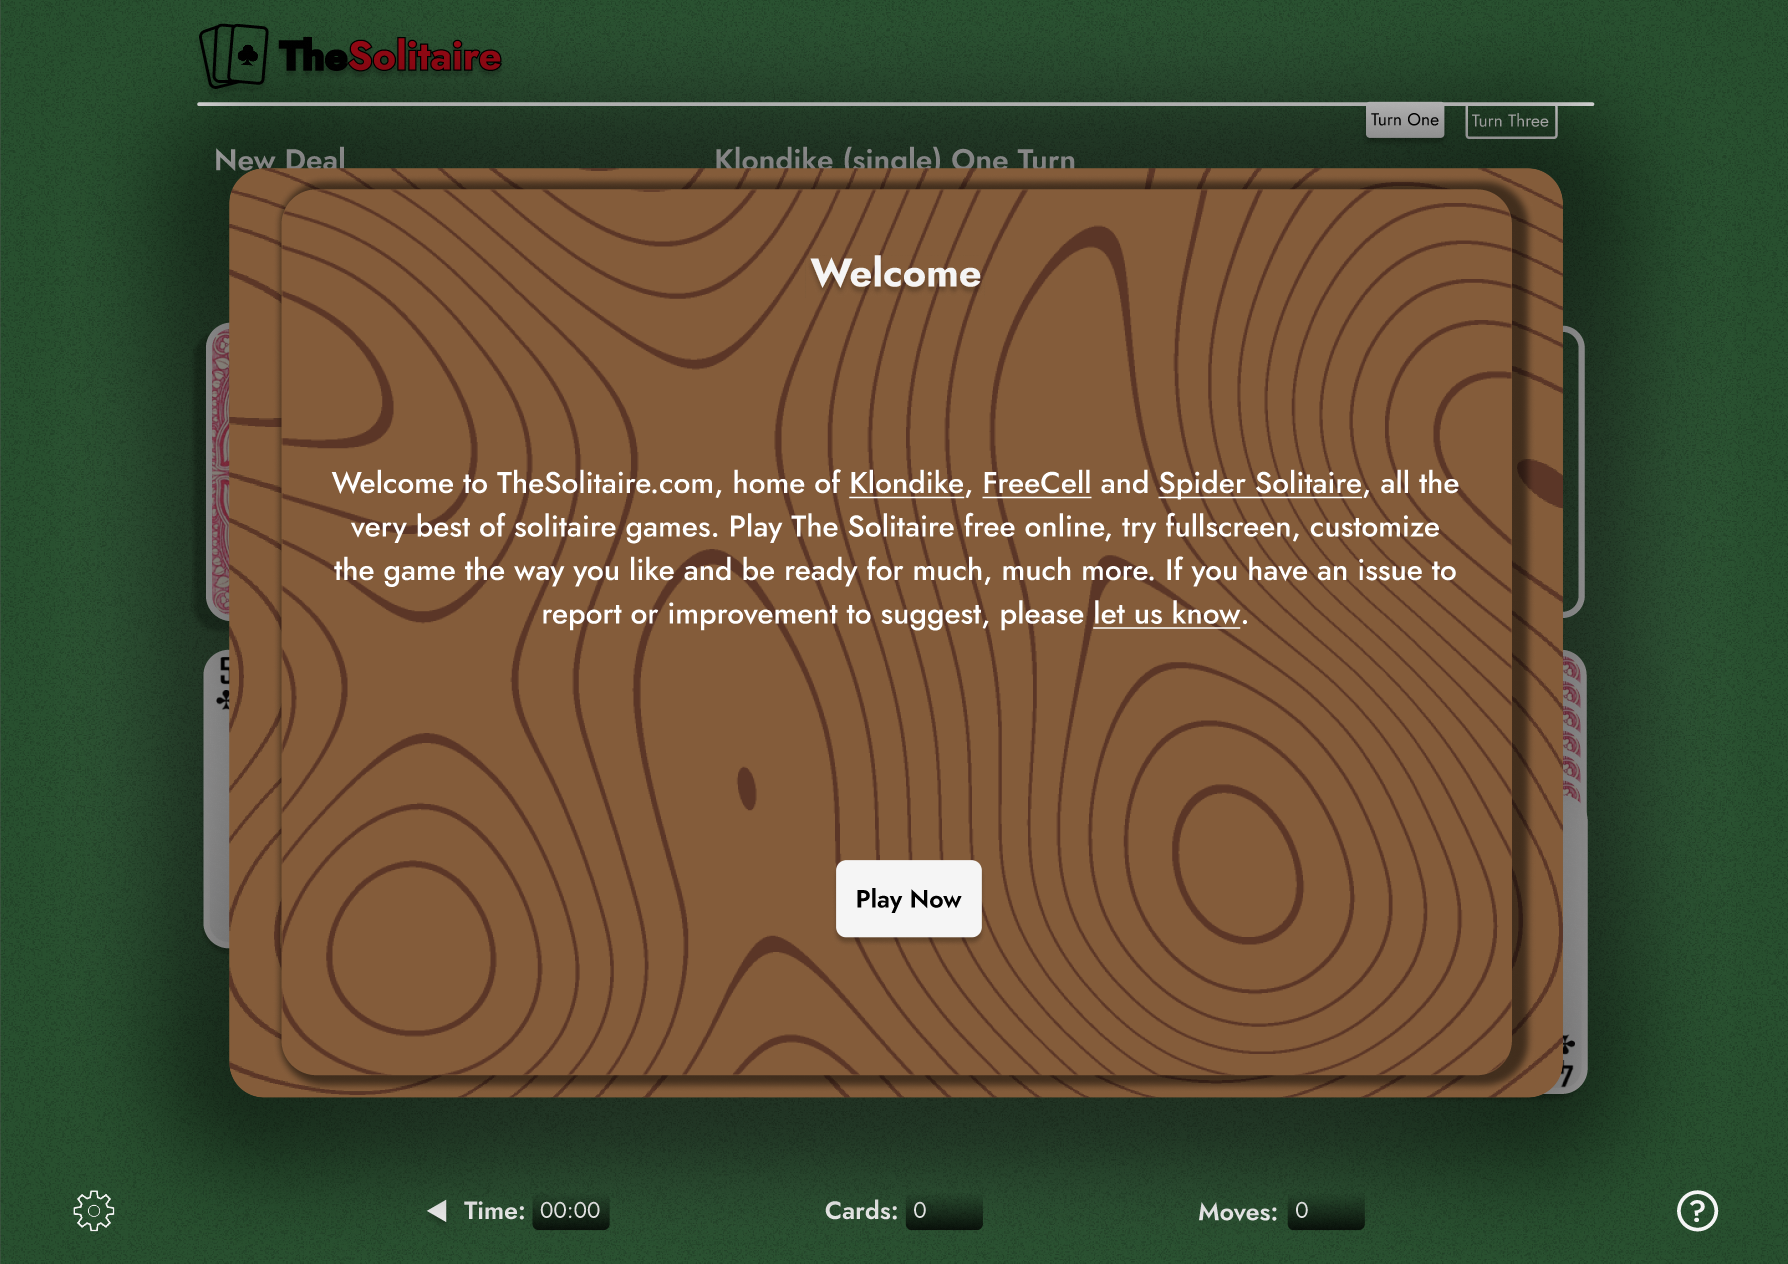 TheSolitaire
Turn One
Turn Three
New Deal
Klondike (single) One Turn
Welcome
Welcome to TheSolitaire.com, home of Klondike, FreeCell and Spider Solitaire, all the
very best of solitaire games. Play The Solitaire free online, try fullscreen, customize
the game the way you like and be ready for much, much more. If you have an issue to
report or improvement to suggest, please let us know.
5
Play Now
7
Time: 00:00
Cards: 0
Moves: 0
?